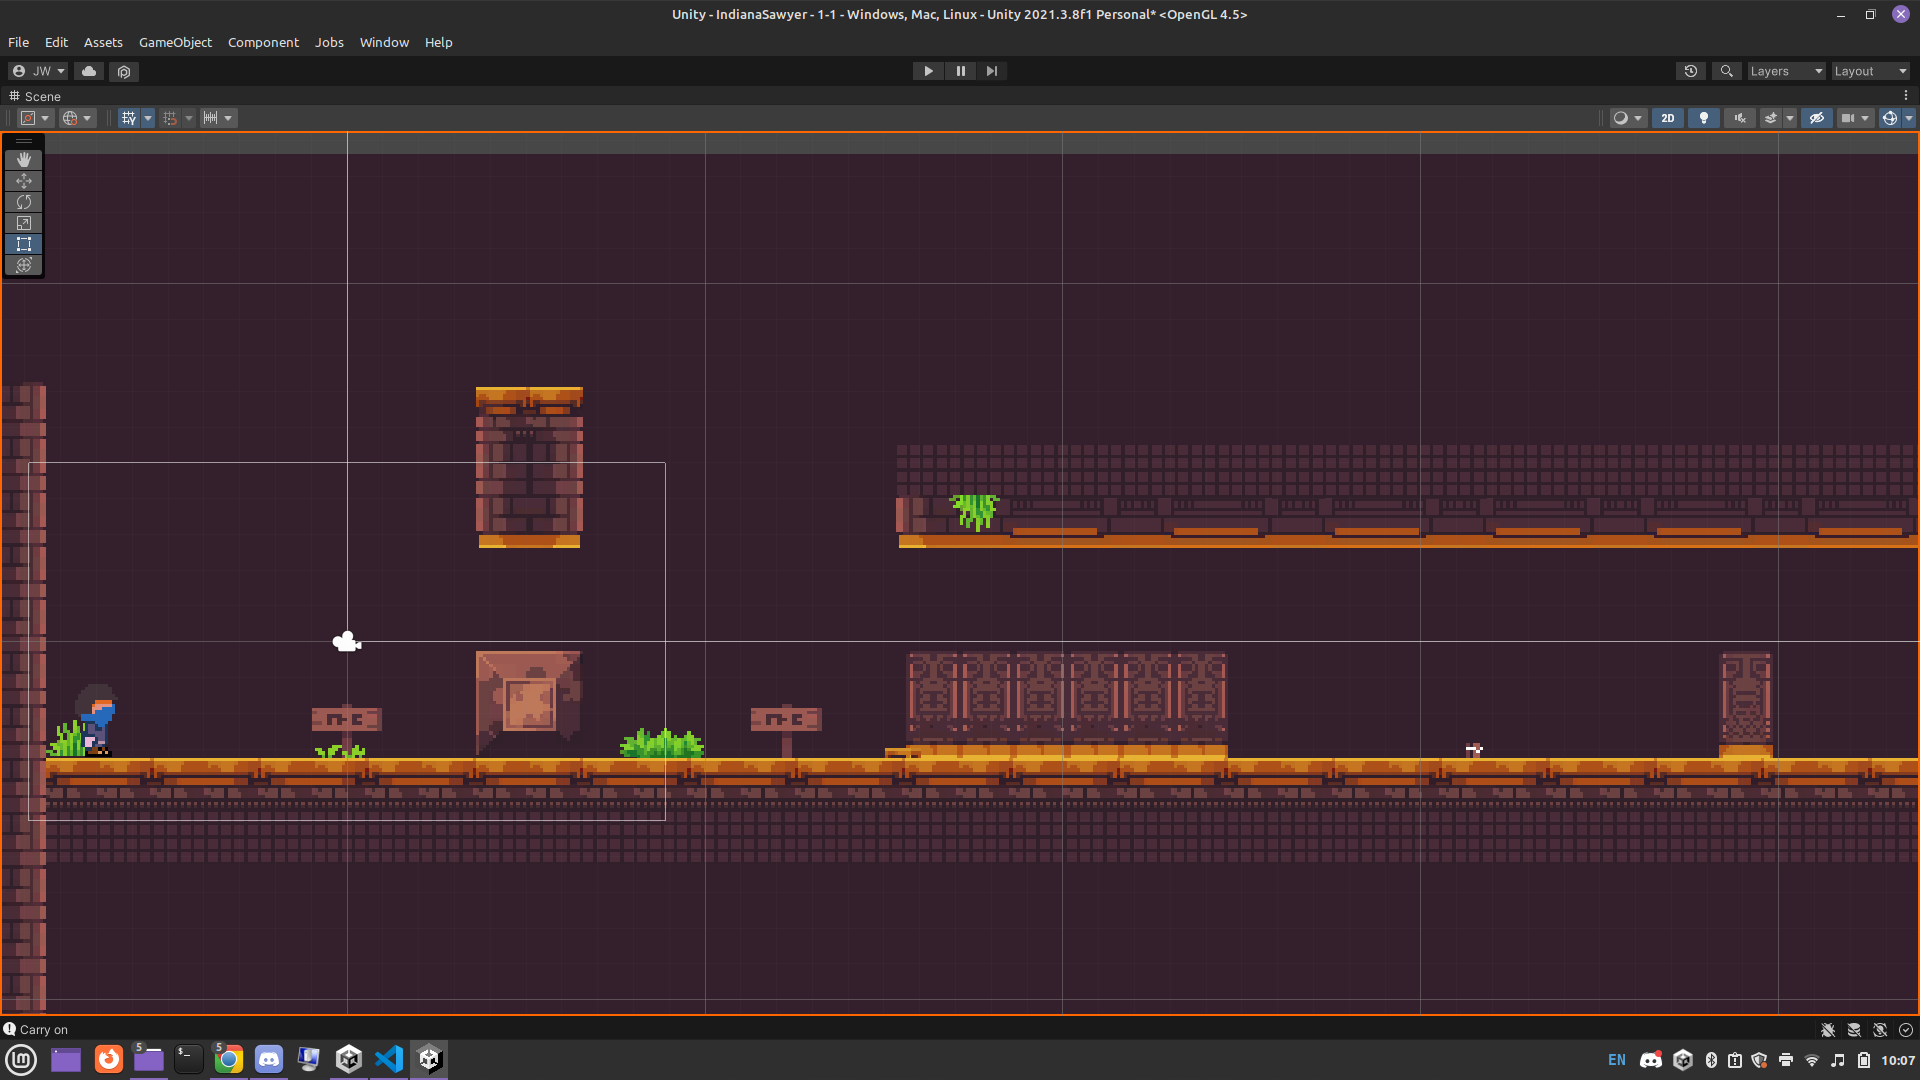 Unity - IndianaSawyer - 1-1 - Windows, Mac, Linux - Unity 2021.3.8f1 Personal* <OpenGL 4.5>
File Edit Assets GameObject Component Jobs Window Help
JW Layers Layout
Scene
2D
Carry on
5 5
EN 10:07